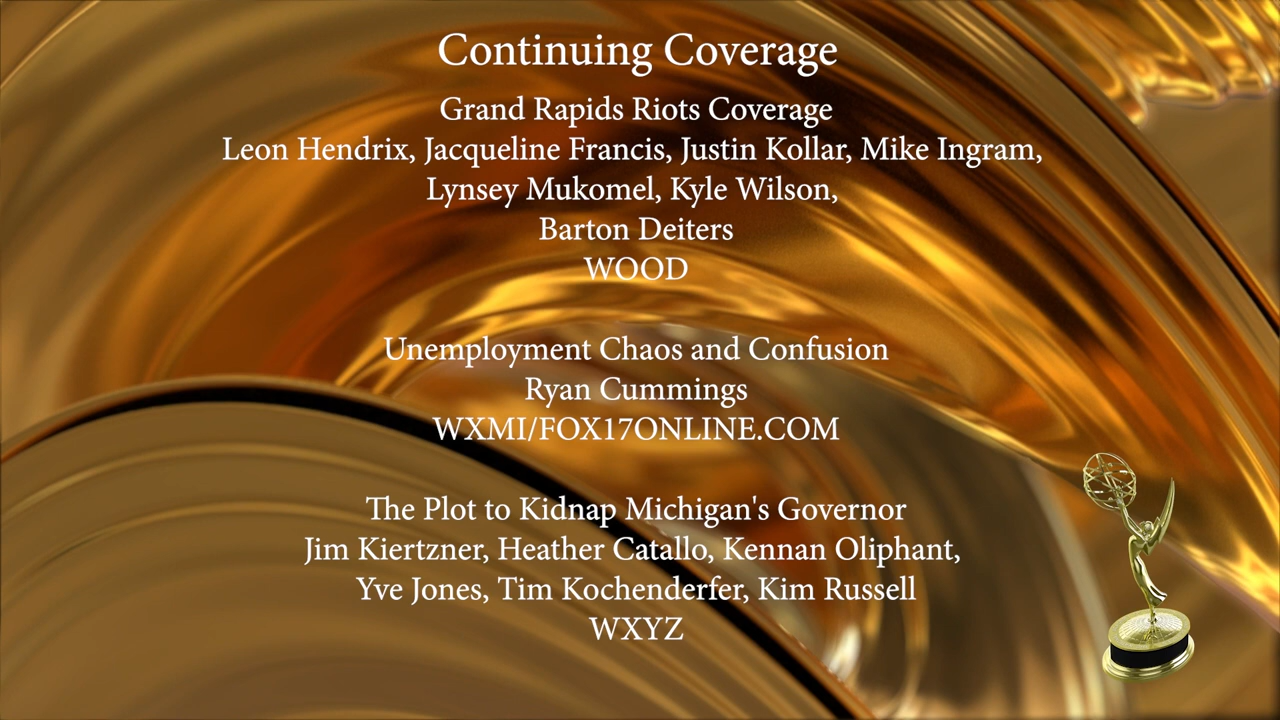 Continuing Coverage
Grand Rapids Riots Coverage
Leon Hendrix, Jacqueline Francis, Justin Kollar, Mike Ingram,
Lynsey Mukomel, Kyle Wilson,
Barton Deiters
WOOD
Unemployment Chaos and Confusion
Ryan Cummings
WXMI/FOX17ONLINE.COM
The Plot to Kidnap Michigan's Governor
Jim Kiertzner, Heather Catallo, Kennan Oliphant,
Yve Jones, Tim Kochenderfer, Kim Russell
WXYZ